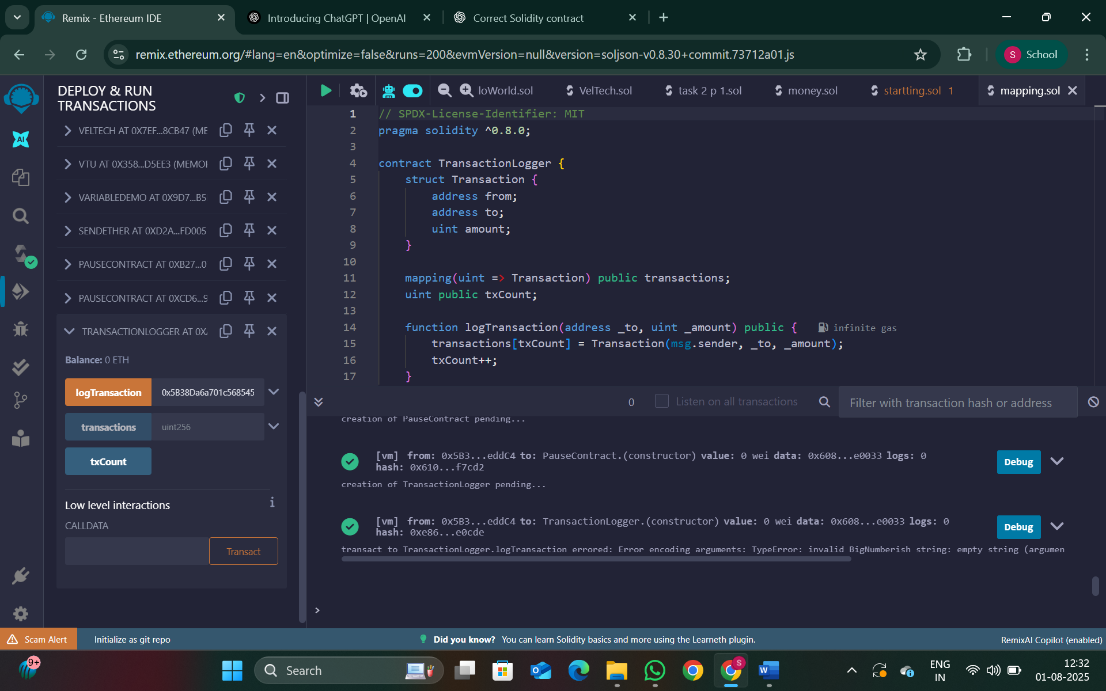 Remix - Ethereum IDE
Introducing ChatGPT | OpenAI
Correct Solidity contract
remix.ethereum.org/#lang=en&optimize=false&runs=200&evmVersion=null&version=soljson-v0.8.30+commit.73712a01.js
S School
DEPLOY & RUN
TRANSACTIONS
loWorld.sol
VelTech.sol
task 2 p 1.sol
money.sol
startting.sol 1
mapping.sol
VELTECH AT 0X7EF...8CB47 (ME
VTU AT 0X358...D5EE3 (MEMO
VARIABLEDEMO AT 0X9D7...B5
SENDETHER AT 0XD2A...FD005
PAUSECONTRACT AT 0XB27...0
PAUSECONTRACT AT 0XCD6...9
TRANSACTIONLOGGER AT 0X
Balance: 0 ETH
logTransaction 0x5B38Da6a701c568545
transactions uint256
txCount
Low level interactions
i
CALLDATA
Transact
1 // SPDX-License-Identifier: MIT
2 pragma solidity ^0.8.0;
3
4 contract TransactionLogger {
5 struct Transaction {
6 address from;
7 address to;
8 uint amount;
9 }
10
11 mapping(uint => Transaction) public transactions;
12 uint public txCount;
13
14 function logTransaction(address _to, uint _amount) public { infinite gas
15 transactions[txCount] = Transaction(msg.sender, _to, _amount);
16 txCount++;
17 }
0 Listen on all transactions Filter with transaction hash or address
creation of PauseContract pending...
[vm] from: 0x5B3...eddC4 to: PauseContract.(constructor) value: 0 wei data: 0x608...e0033 logs: 0
hash: 0x610...f7cd2
Debug
creation of TransactionLogger pending...
[vm] from: 0x5B3...eddC4 to: TransactionLogger.(constructor) value: 0 wei data: 0x608...e0033 logs: 0
hash: 0xe86...e0cde
Debug
transact to TransactionLogger.logTransaction errored: Error encoding arguments: TypeError: invalid BigNumberish string: empty string (argumen
>
Scam Alert
Initialize as git repo
Did you know? You can learn Solidity basics and more using the Learneth plugin.
RemixAI Copilot (enabled)
9+
Search
ENG
IN
12:32
01-08-2025